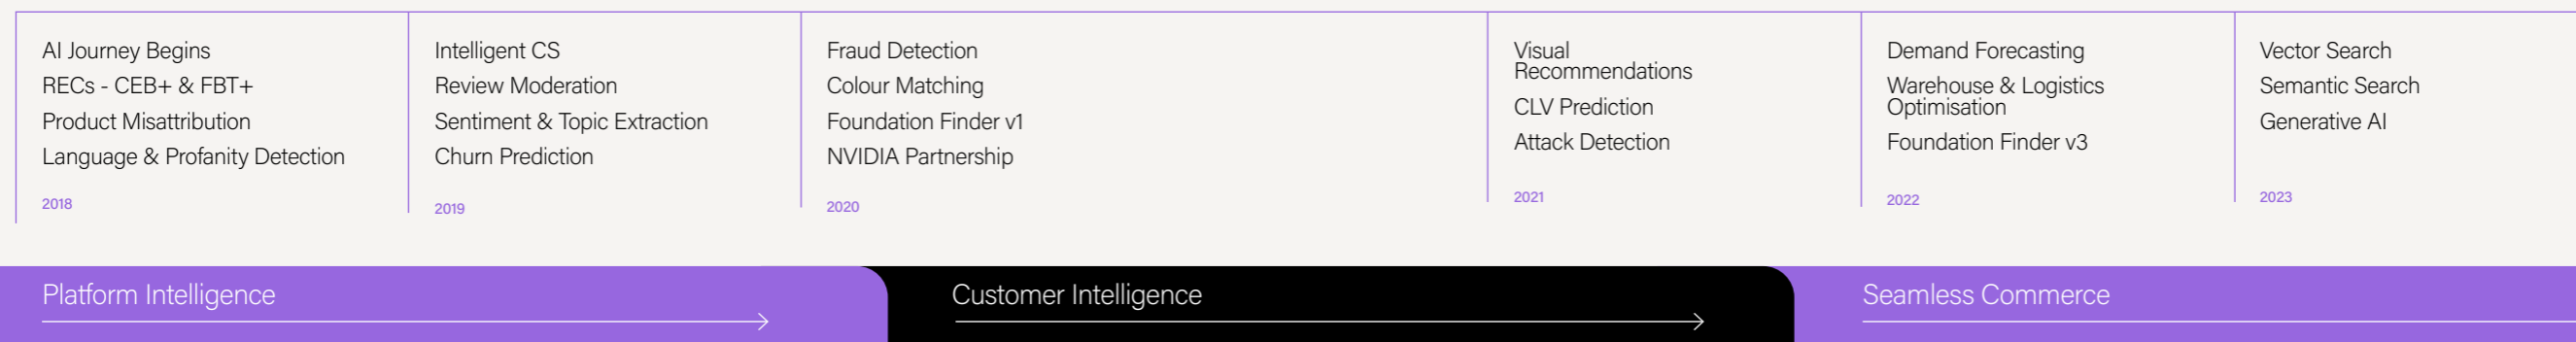 AI Journey Begins
RECs - CEB+ & FBT+
Product Misattribution
Language & Profanity Detection
2018
Intelligent CS
Review Moderation
Sentiment & Topic Extraction
Churn Prediction
2019
Fraud Detection
Colour Matching
Foundation Finder v1
NVIDIA Partnership
2020
Visual
Recommendations
CLV Prediction
Attack Detection
2021
Demand Forecasting
Warehouse & Logistics
Optimisation
Foundation Finder v3
2022
Vector Search
Semantic Search
Generative AI
2023
Platform Intelligence
Customer Intelligence
Seamless Commerce